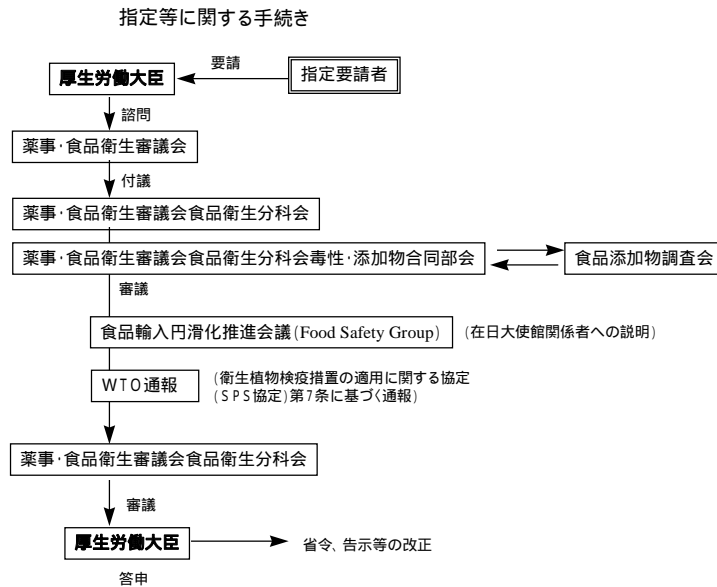 指定等に関する手続き
厚生労働大臣
要請
指定要請者
諮問
薬事·食品衛生審議会
付議
薬事·食品衛生審議会食品衛生分科会
薬事·食品衛生審議会食品衛生分科会毒性·添加物合同部会
食品添加物調査会
審議
食品輸入円滑化推進会議(Food Safety Group)
(在日大使館関係者への説明)
WTO通報
(衛生植物検疫措置の適用に関する協定
(SPS協定)第7条に基づく通報)
薬事·食品衛生審議会食品衛生分科会
審議
厚生労働大臣
省令、告示等の改正
答申